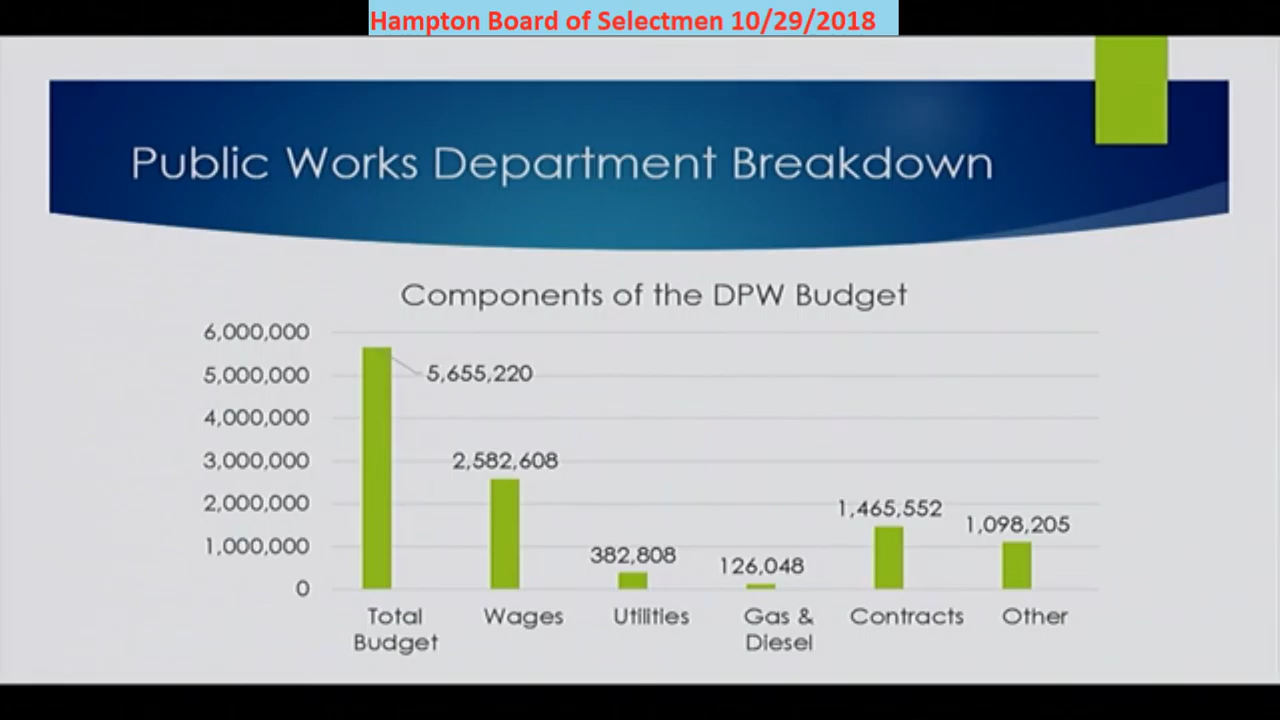 Hampton Board of Selectmen 10/29/2018
Public Works Department Breakdown
Components of the DPW Budget
6,000,000
5,000,000
4,000,000
3,000,000
2,000,000
1,000,000
0
5,655,220
2,582,608
382,808
126,048
1,465,552
1,098,205
Total
Budget
Wages
Utilities
Gas &
Diesel
Contracts
Other